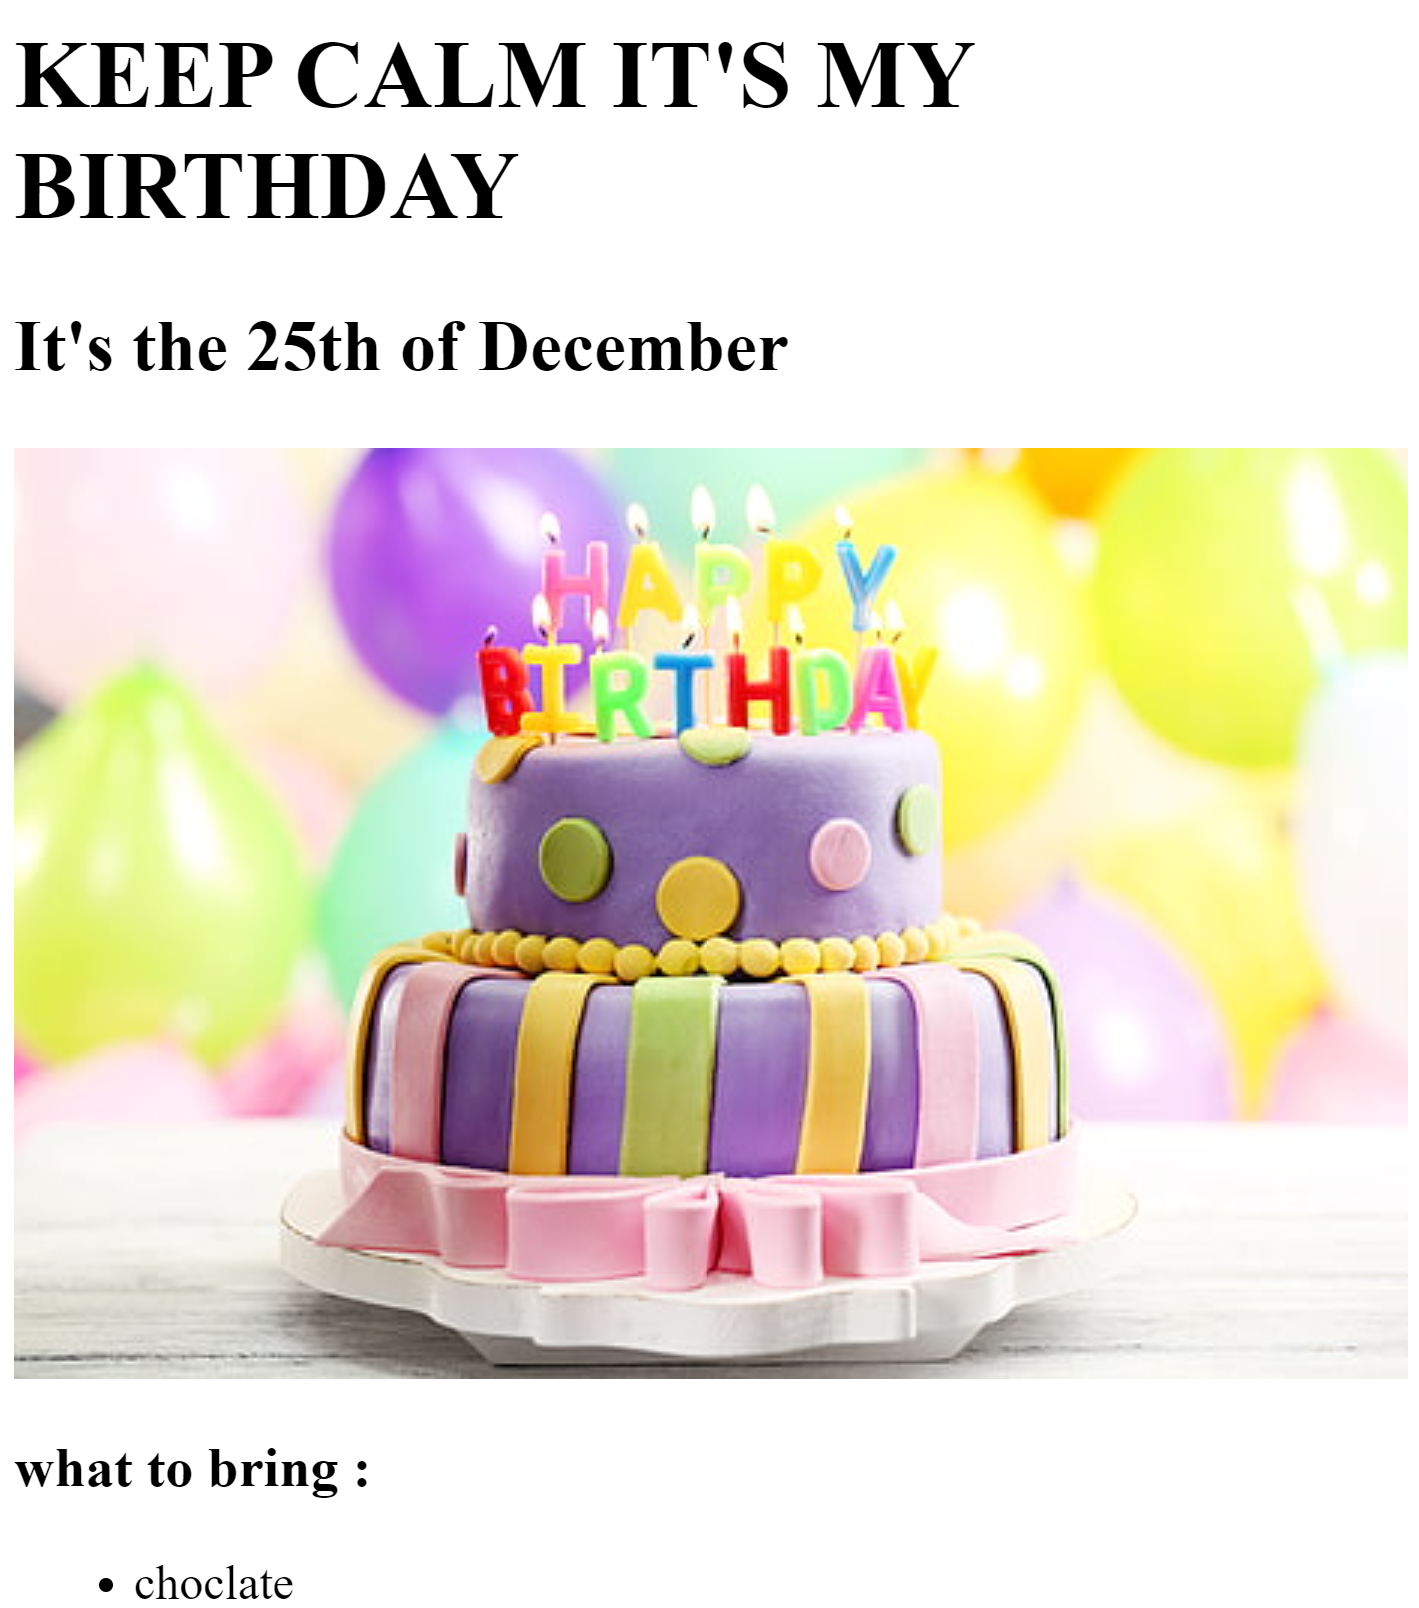 KEEP CALM IT'S MY
BIRTHDAY
It's the 25th of December
HAPPY
BIRTHDAY
what to bring :
• choclate